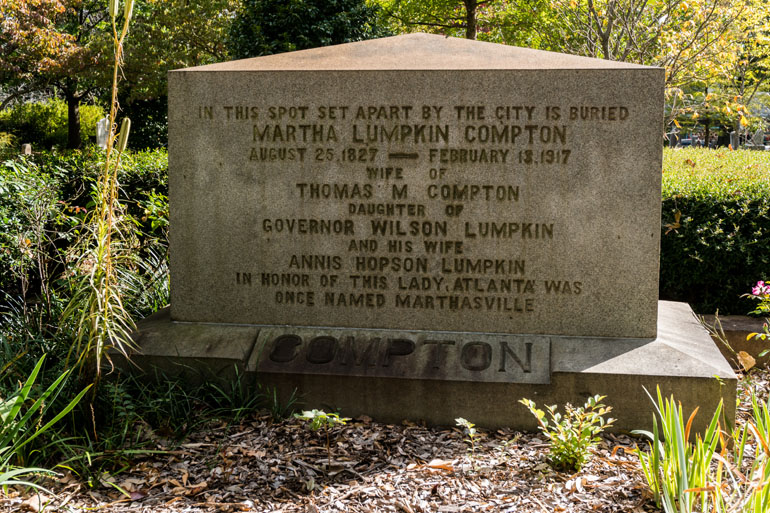 IN THIS SPOT SET APART BY THE CITY IS BURIED
MARTHA LUMPKIN COMPTON
AUGUST 25, 1827 — FEBRUARY 13, 1917
WIFE OF
THOMAS M COMPTON
DAUGHTER OF
GOVERNOR WILSON LUMPKIN
AND HIS WIFE
ANNIS HOPSON LUMPKIN
IN HONOR OF THIS LADY, ATLANTA WAS
ONCE NAMED MARTHASVILLE
COMPTON